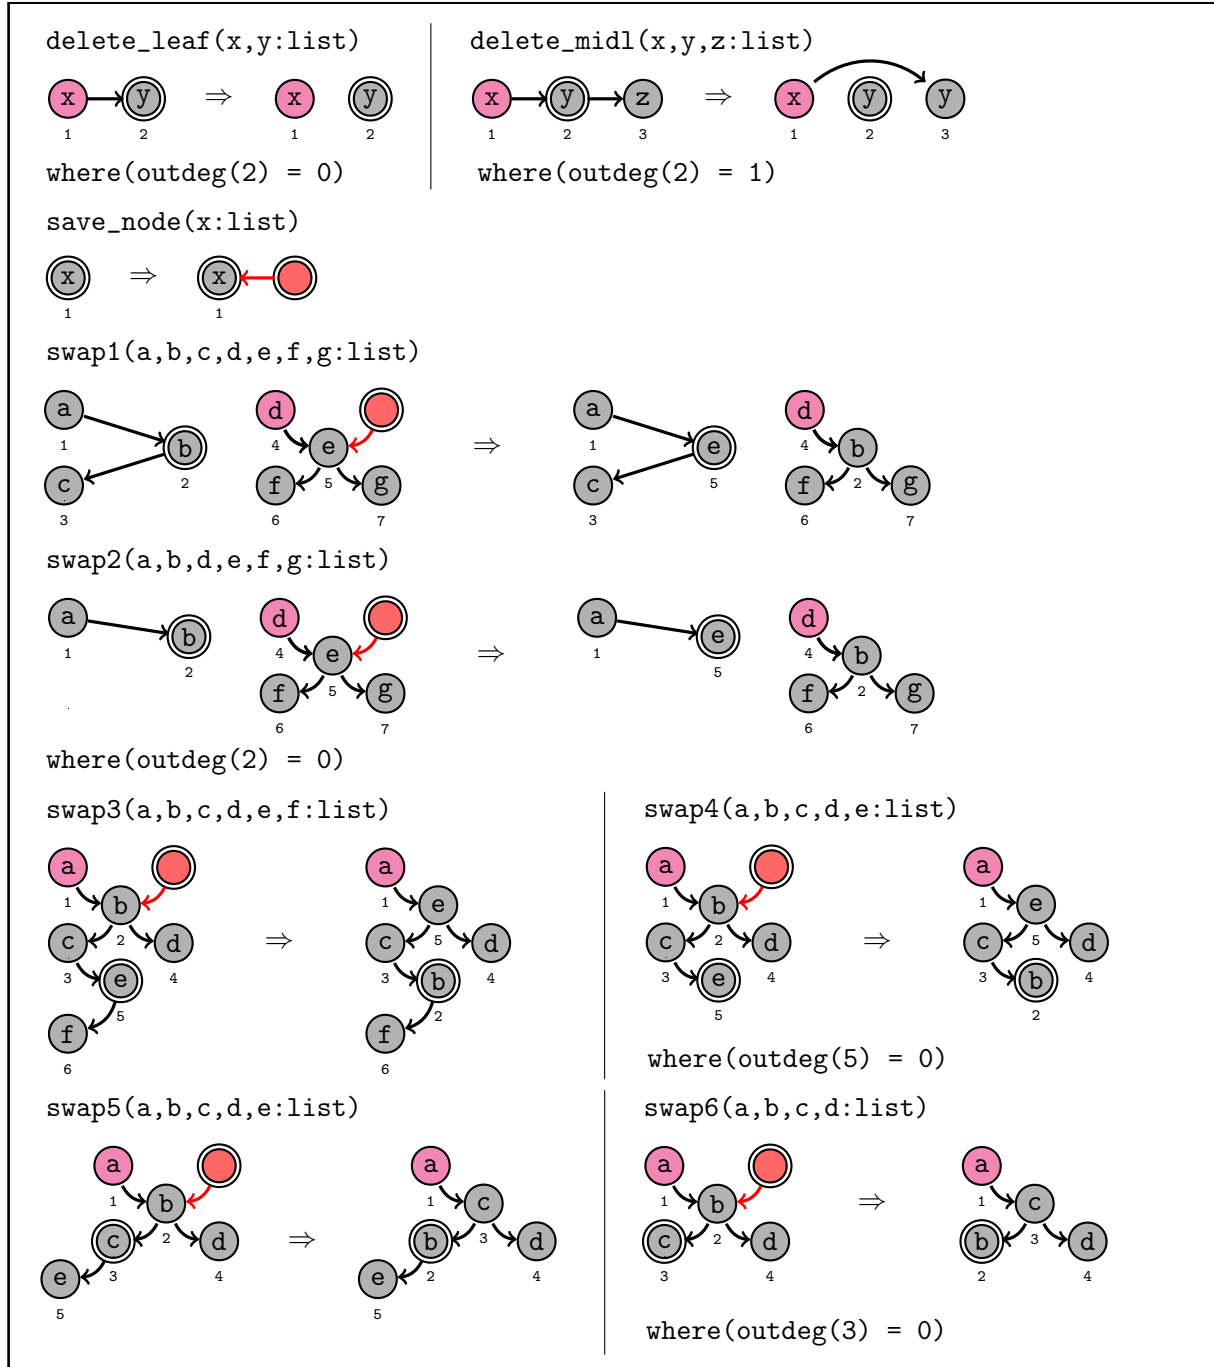 delete_leaf(x,y:list)
x y ⇒ x y
1 2 1 2
where(outdeg(2) = 0)
delete_midl(x,y,z:list)
x y z ⇒ x y y
1 2 3 1 2 3
where(outdeg(2) = 1)
save_node(x:list)
x ⇒ x
1 1
swap1(a,b,c,d,e,f,g:list)
a d ⇒ a d
1 b 4 e 1 e 4 b
c 2 f 5 g c 5 f 2 g
3 6 7 3 6 7
swap2(a,b,d,e,f,g:list)
a d a d
1 b 4 e ⇒ 1 e 4 b
2 f 5 g 5 f 2 g
6 7 6 7
where(outdeg(2) = 0)
swap3(a,b,c,d,e,f:list)
a a
1 b 1 e
c 2 d ⇒ c 5 d
3 e 4 3 b 4
f 5 f 2
6 6
swap4(a,b,c,d,e:list)
a a
1 b 1 e
c 2 d ⇒ c 5 d
3 e 4 3 b 4
5 2
where(outdeg(5) = 0)
swap5(a,b,c,d,e:list)
a a
1 b 1 c
c 2 d ⇒ b 3 d
e 3 4 e 2 4
5 5
swap6(a,b,c,d:list)
a a
1 b ⇒ 1 c
c 2 d b 3 d
3 4 2 4
where(outdeg(3) = 0)